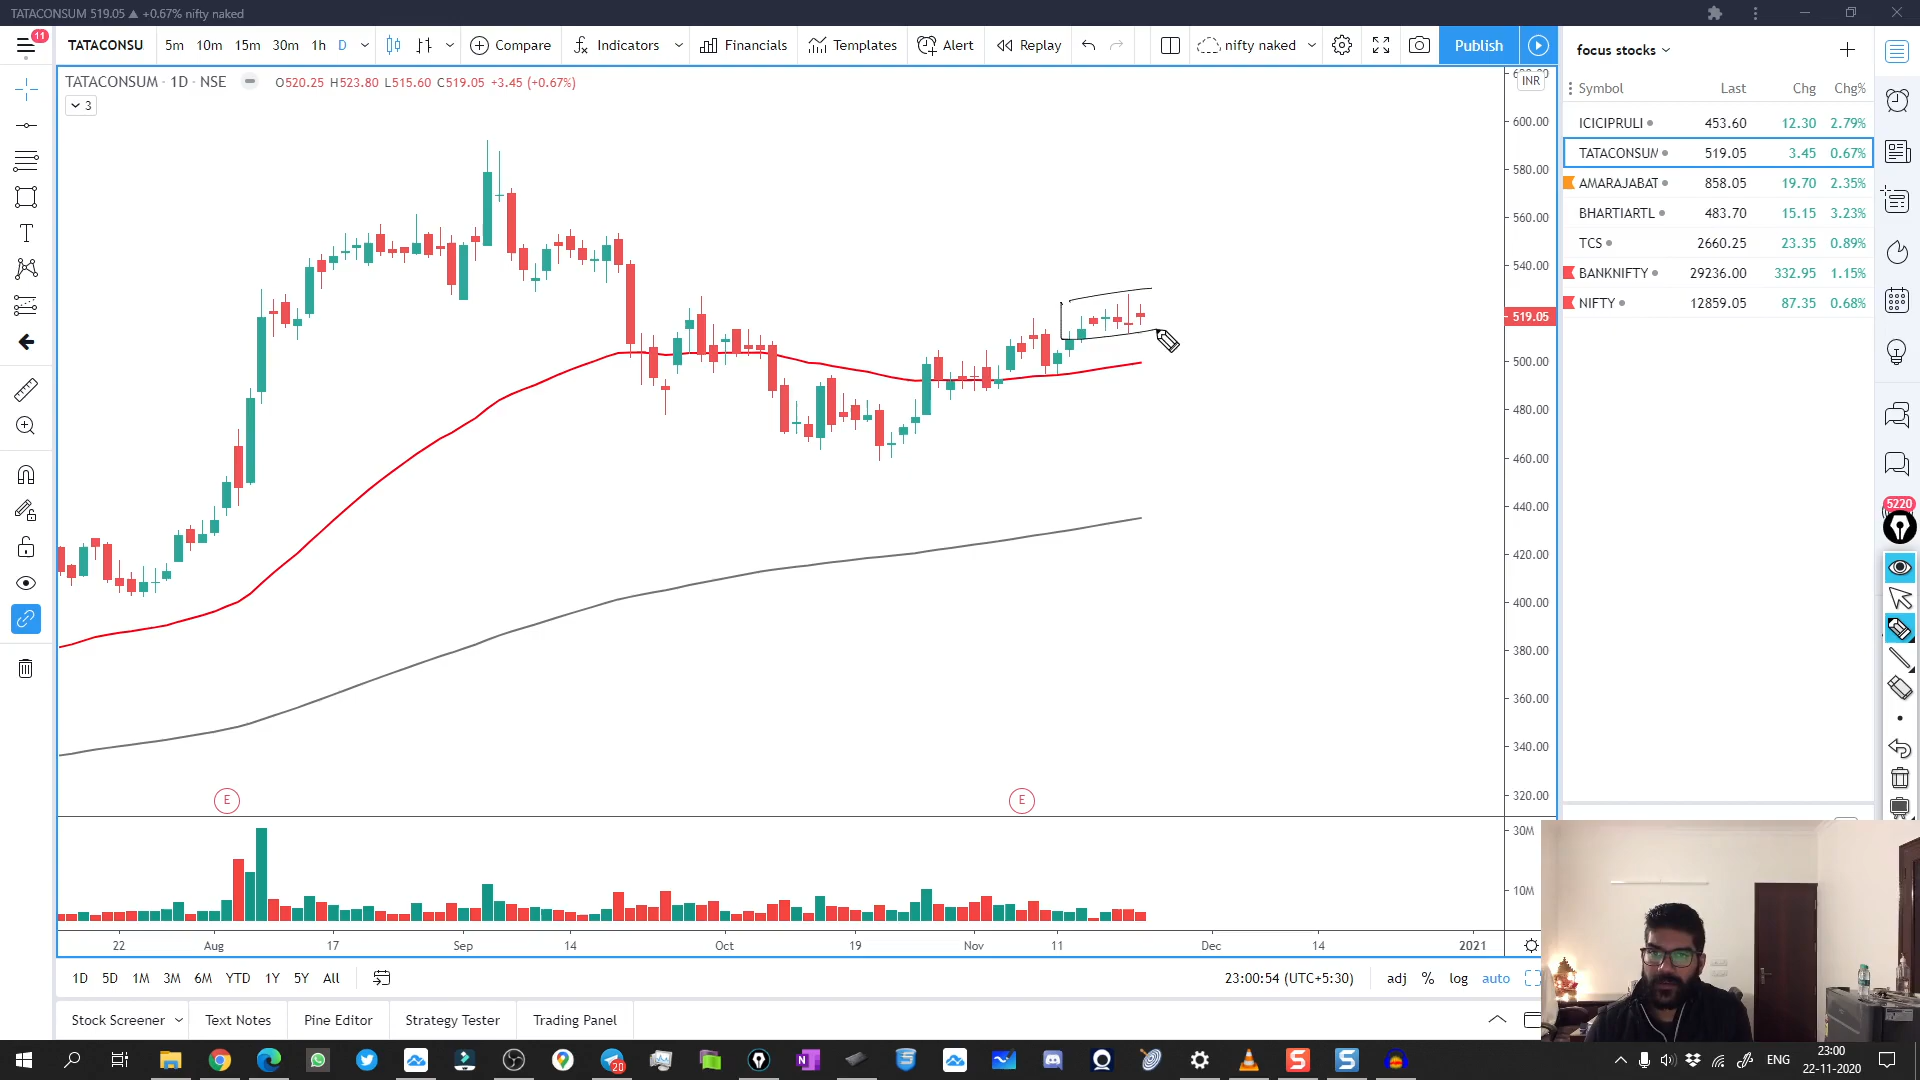 TATACONSUM 519.05 ▲ +0.67% nifty naked
11
TATACONSU 5m 10m 15m 30m 1h D Compare Indicators Financials Templates Alert Replay nifty naked Publish
TATACONSUM · 1D · NSE O520.25 H523.80 L515.60 C519.05 +3.45 (+0.67%)
3
INR
600.00
580.00
560.00
540.00
519.05
500.00
480.00
460.00
440.00
420.00
400.00
380.00
360.00
340.00
320.00
30M
10M
E E
22 Aug 17 Sep 14 Oct 19 Nov 11 Dec 14 2021
1D 5D 1M 3M 6M YTD 1Y 5Y All 23:00:54 (UTC+5:30) adj % log auto
Stock Screener Text Notes Pine Editor Strategy Tester Trading Panel
focus stocks
Symbol Last Chg Chg%
ICICIPRULI 453.60 12.30 2.79%
TATACONSUM 519.05 3.45 0.67%
AMARAJABAT 858.05 19.70 2.35%
BHARTIARTL 483.70 15.15 3.23%
TCS 2660.25 23.35 0.89%
BANKNIFTY 29236.00 332.95 1.15%
NIFTY 12859.05 87.35 0.68%
5220
20
ENG
23:00
22-11-2020